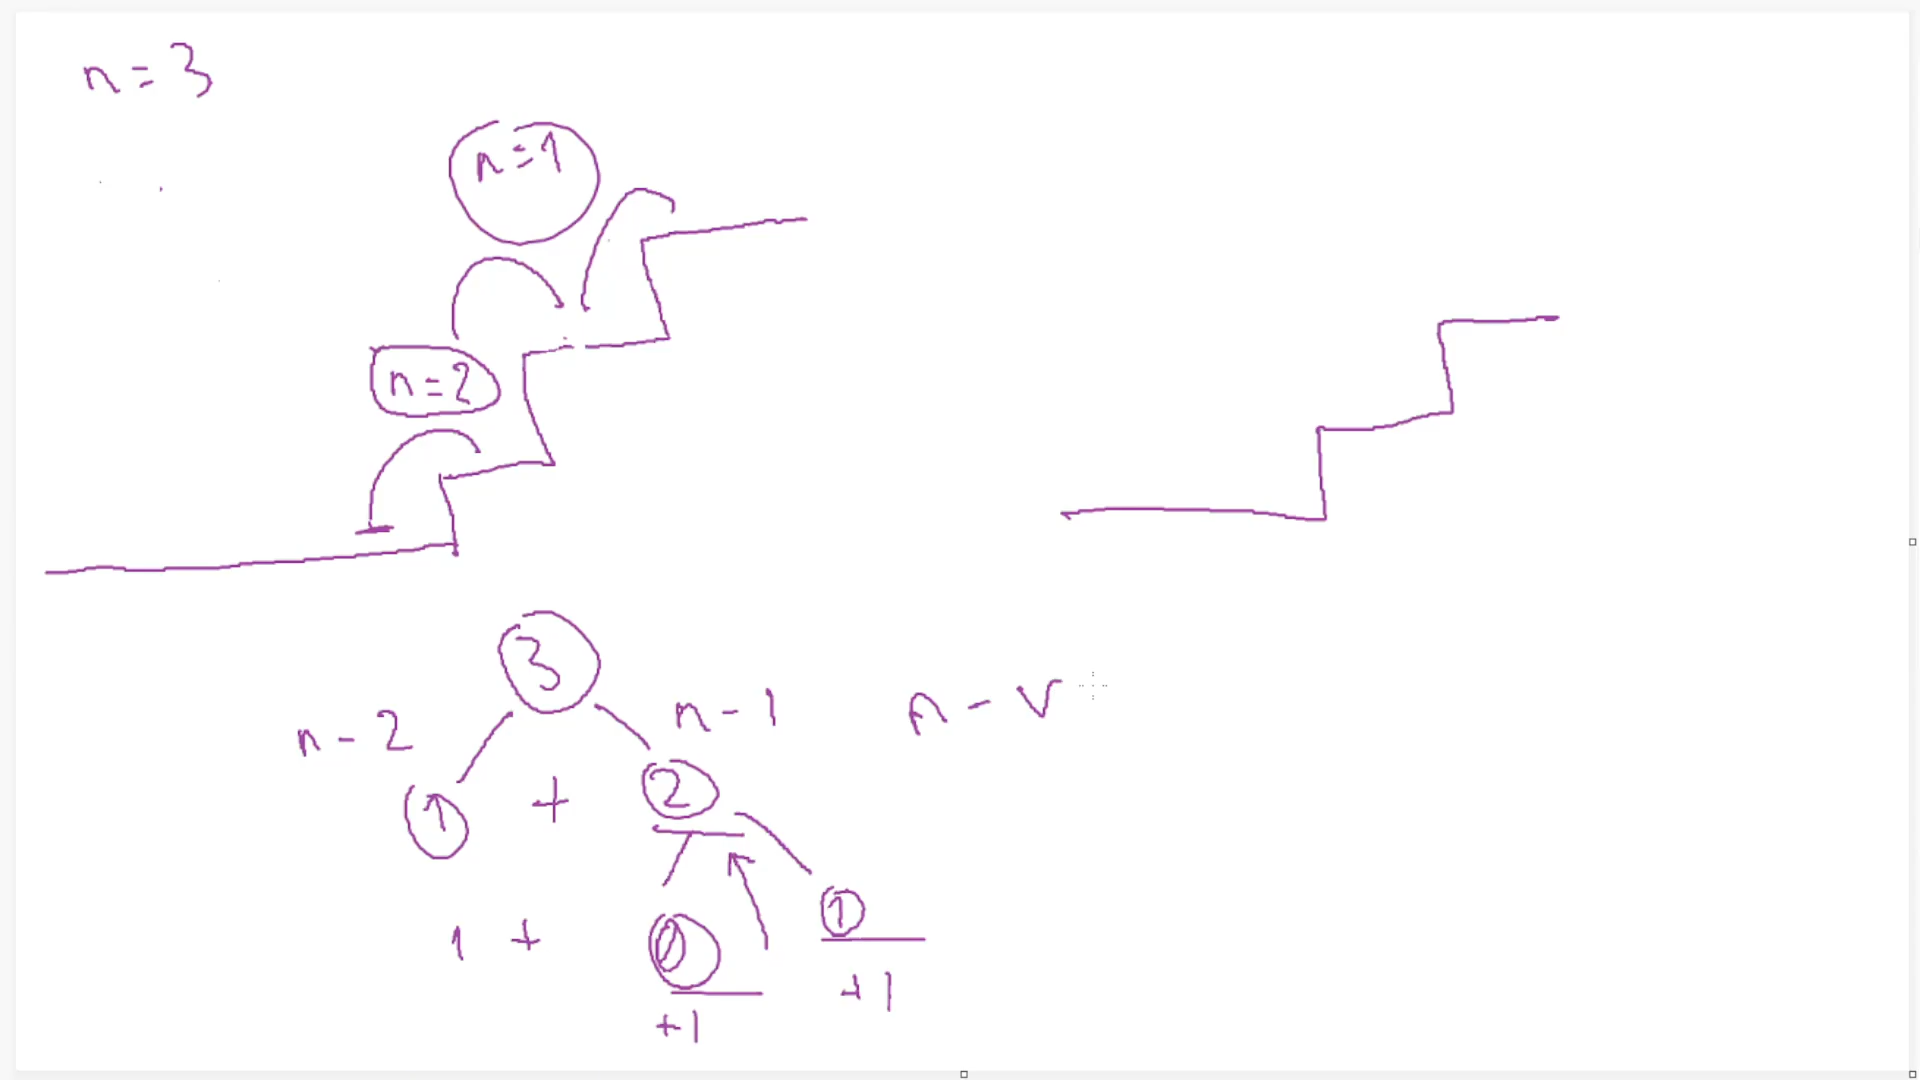 n = 3
n = 1
n = 2
3
n - 2
n - 1
n - v
1 + 2
1 + 0 1
+1
+1